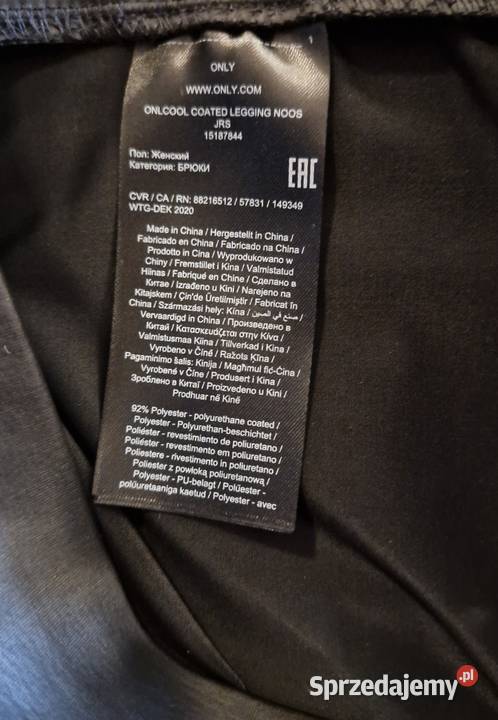 1
ONLY
WWW.ONLY.COM
ONLCOOL COATED LEGGING NOOS
JRS
15187844
Пол: Женский
Категория: БРЮКИ
EAC
CVR / CA / RN: 88216512 / 57831 / 149349
WTG-DEK 2020
Made in China / Hergestellt in China /
Fabricado en China / Fabricado na China /
Prodotto in Cina / Wyprodukowano w
Chiny / Fremstillet i Kina / Valmistatud
Hiinas / Fabriqué en Chine / Сделано в
Китае / Izrađeno u Kini / Narejeno na
Kitajskem / Çin'de Üretilmiştir / Fabricat în
China / Származási hely: Kína / صنع في الصين /
Vervaardigd in China / Произведено в
Китай / Κατασκευάζεται στην Κίνα /
Valmistusmaa Kiina / Tillverkad i Kina /
Vyrobeno v Číně / Ražots Ķīna /
Pagaminimo šalis: Kinija / Magħmul fiċ-Ċina /
Vyrobené v Číne / Produsert i Kina /
Зроблено в Китаї / Proizvedeno u Kini /
Prodhuar në Kinë
92% Polyester - polyurethane coated /
Polyester - Polyurethan-beschichtet /
Poliéster - revestimiento de poliuretano /
Poliéster - revestimento em poliuretano /
Poliestere - rivestimento in poliuretano /
Poliester z powłoką poliuretanową /
Polyester - PU-belagt / Polüester -
polüuretaaniga kaetud / Polyester - avec
Sprzedajemy.pl